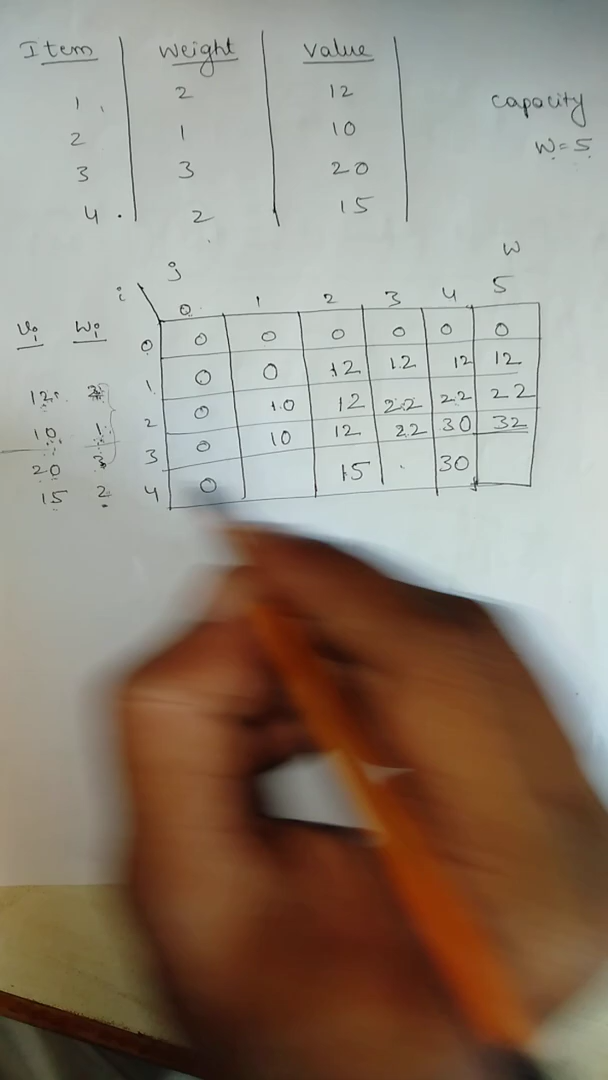 Item Weight Value
1 2 12
2 1 10
3 3 20
4 2 15
capacity
W=5
W
j
i 0 1 2 3 4 5
vi wi
0 0 0 0 0 0 0
1 0 0 12 12 12 12
12 2 0 10 12 22 22 22
10 1 3 0 10 12 22 30 32
20 3
15 2 4 0 15 30